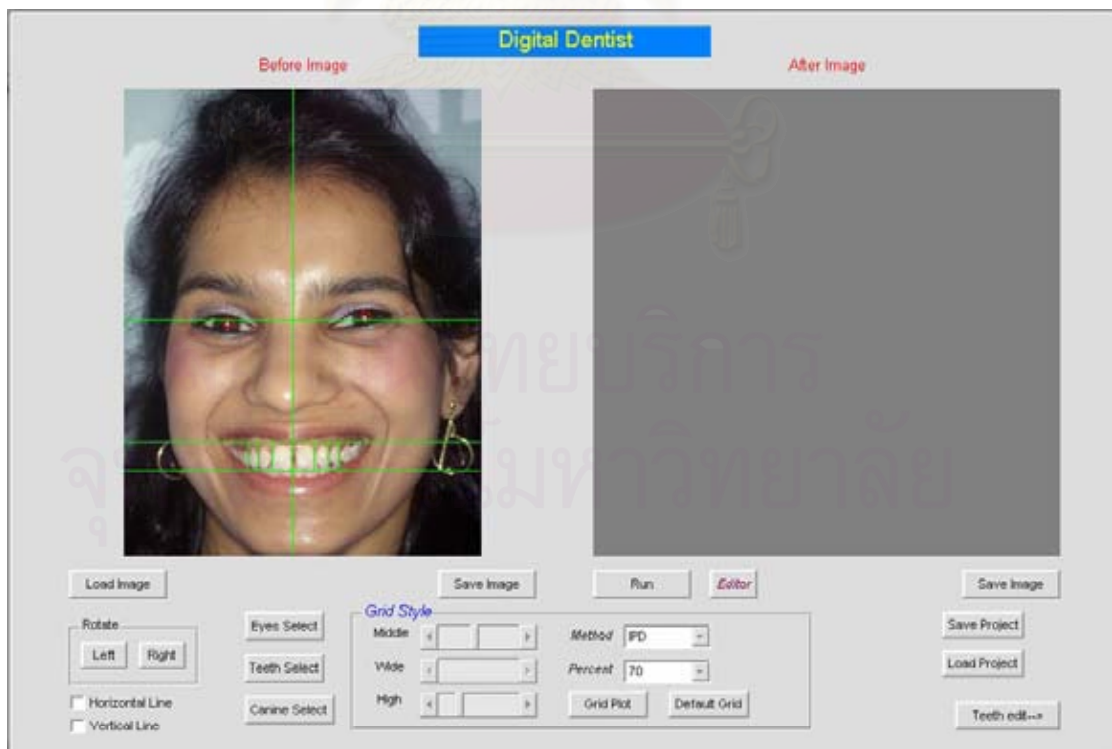 Digital Dentist
Before Image
After Image
Load Image
Save Image
Run
Editor
Save Image
Rotate
Left
Right
Horizontal Line
Vertical Line
Eyes Select
Teeth Select
Canine Select
Grid Style
Middle
Wide
High
Method
IPD
Percent
70
Grid Plot
Default Grid
Save Project
Load Project
Teeth edit-->